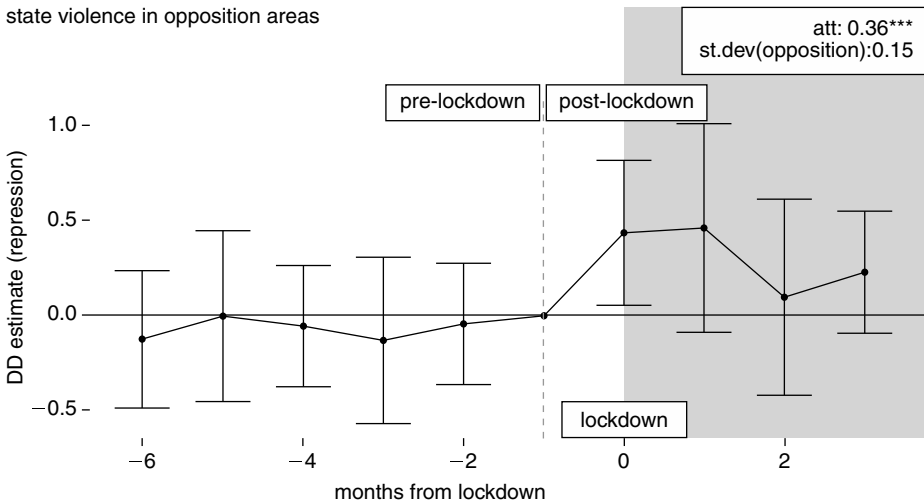 state violence in opposition areas
att: 0.36***
st.dev(opposition):0.15
pre-lockdown
post-lockdown
1.0
0.5
0.0
−0.5
DD estimate (repression)
lockdown
−6
−4
−2
0
2
months from lockdown